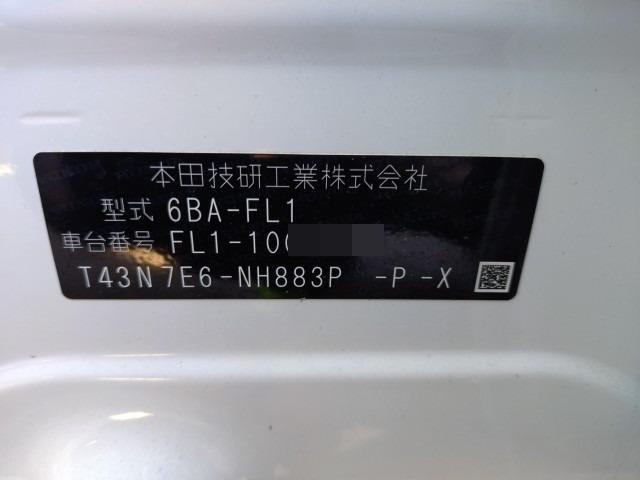 本田技研工業株式会社
型式 6BA-FL1
車台番号 FL1-10
T43N7E6-NH883P -P -X